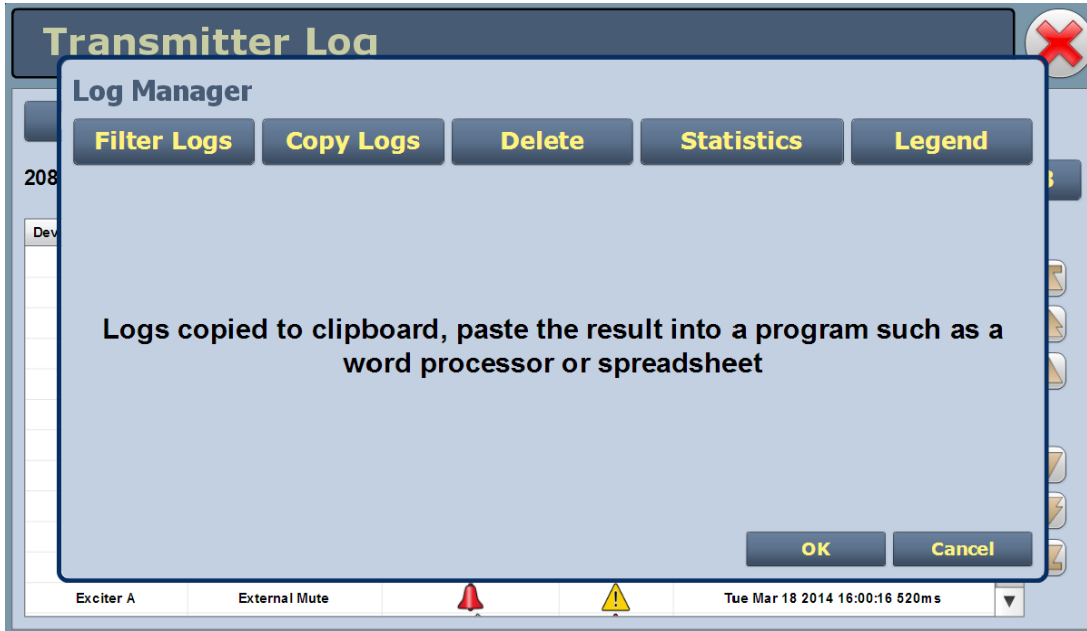 Transmitter Log
Log Manager
Filter Logs Copy Logs Delete Statistics Legend
208
Dev
Logs copied to clipboard, paste the result into a program such as a
word processor or spreadsheet
OK Cancel
Exciter A External Mute Tue Mar 18 2014 16:00:16 520ms